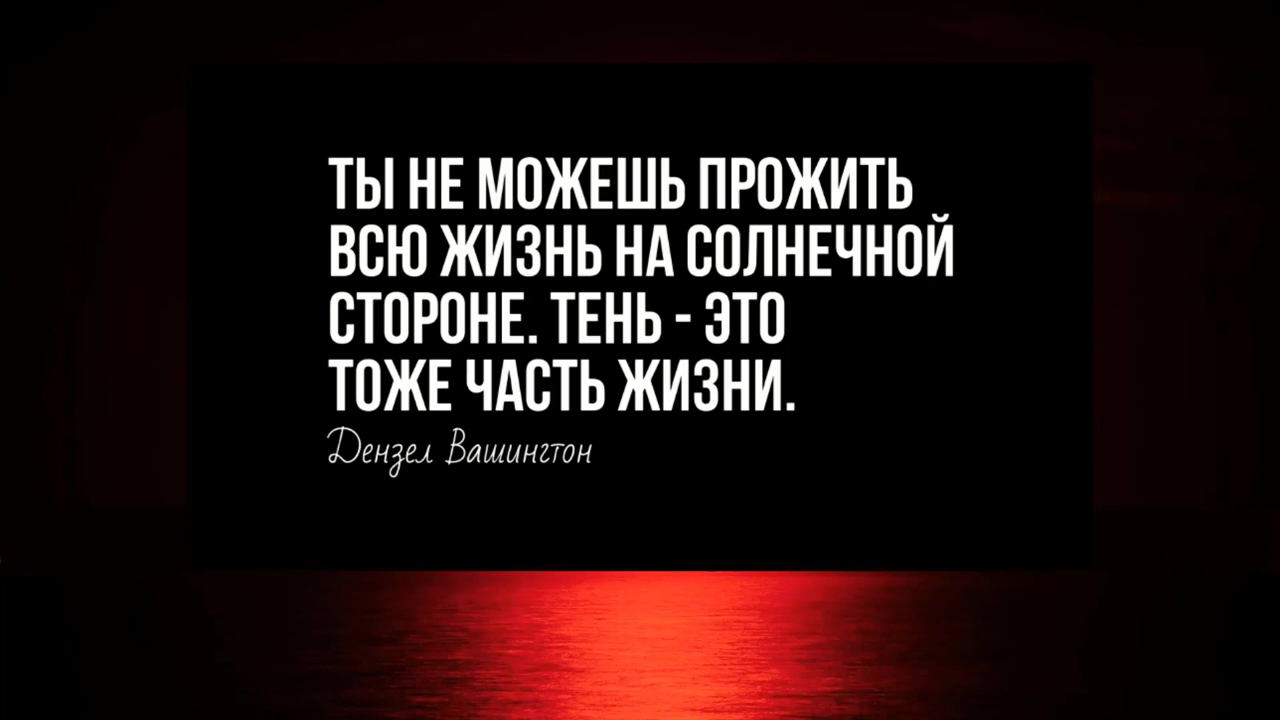 ТЫ НЕ МОЖЕШЬ ПРОЖИТЬ
ВСЮ ЖИЗНЬ НА СОЛНЕЧНОЙ
СТОРОНЕ. ТЕНЬ - ЭТО
ТОЖЕ ЧАСТЬ ЖИЗНИ.
Дензел Вашингтон